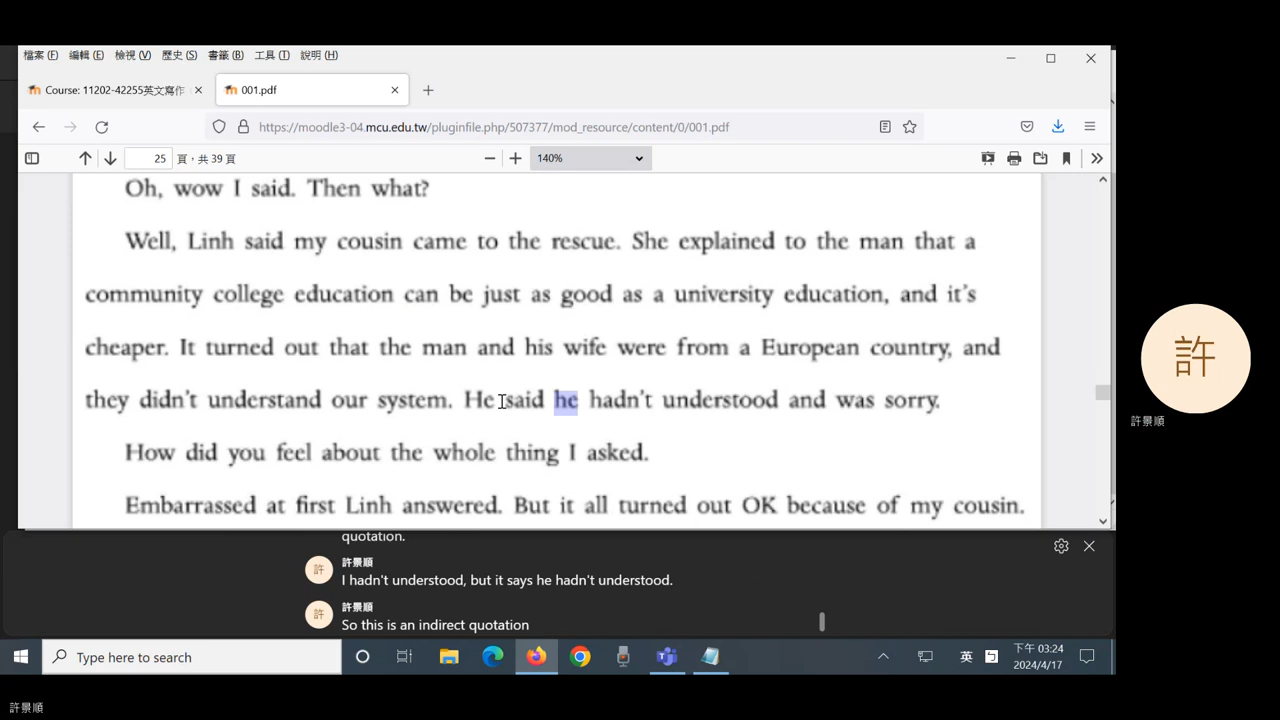 檔案 (F) 編輯 (E) 檢視 (V) 歷史 (S) 書籤 (B) 工具 (T) 說明 (H)
Course: 11202-42255英文寫作
001.pdf
https://moodle3-04.mcu.edu.tw/pluginfile.php/507377/mod_resource/content/0/001.pdf
25 頁，共 39 頁
140%
Oh, wow I said. Then what?
Well, Linh said my cousin came to the rescue. She explained to the man that a
community college education can be just as good as a university education, and it's
cheaper. It turned out that the man and his wife were from a European country, and
they didn't understand our system. He said he hadn't understood and was sorry.
How did you feel about the whole thing I asked.
Embarrassed at first Linh answered. But it all turned out OK because of my cousin.
許
許景順
quotation.
許
許景順
I hadn't understood, but it says he hadn't understood.
許
許景順
So this is an indirect quotation
Type here to search
英
下午 03:24
2024/4/17
許景順